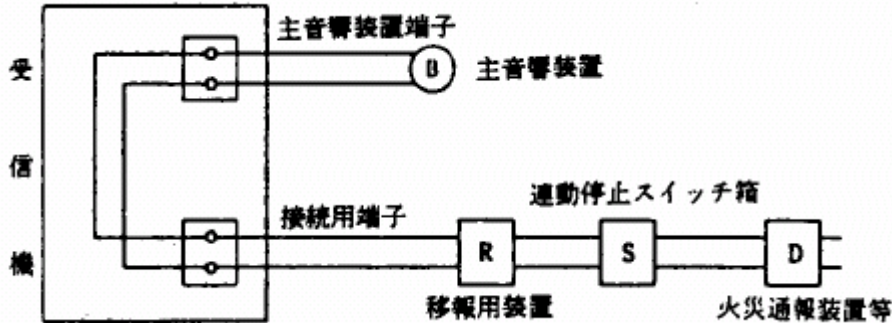 受信機
主音響装置端子
B
主音響装置
接続用端子
連動停止スイッチ箱
R
S
D
移報用装置
火災通報装置等